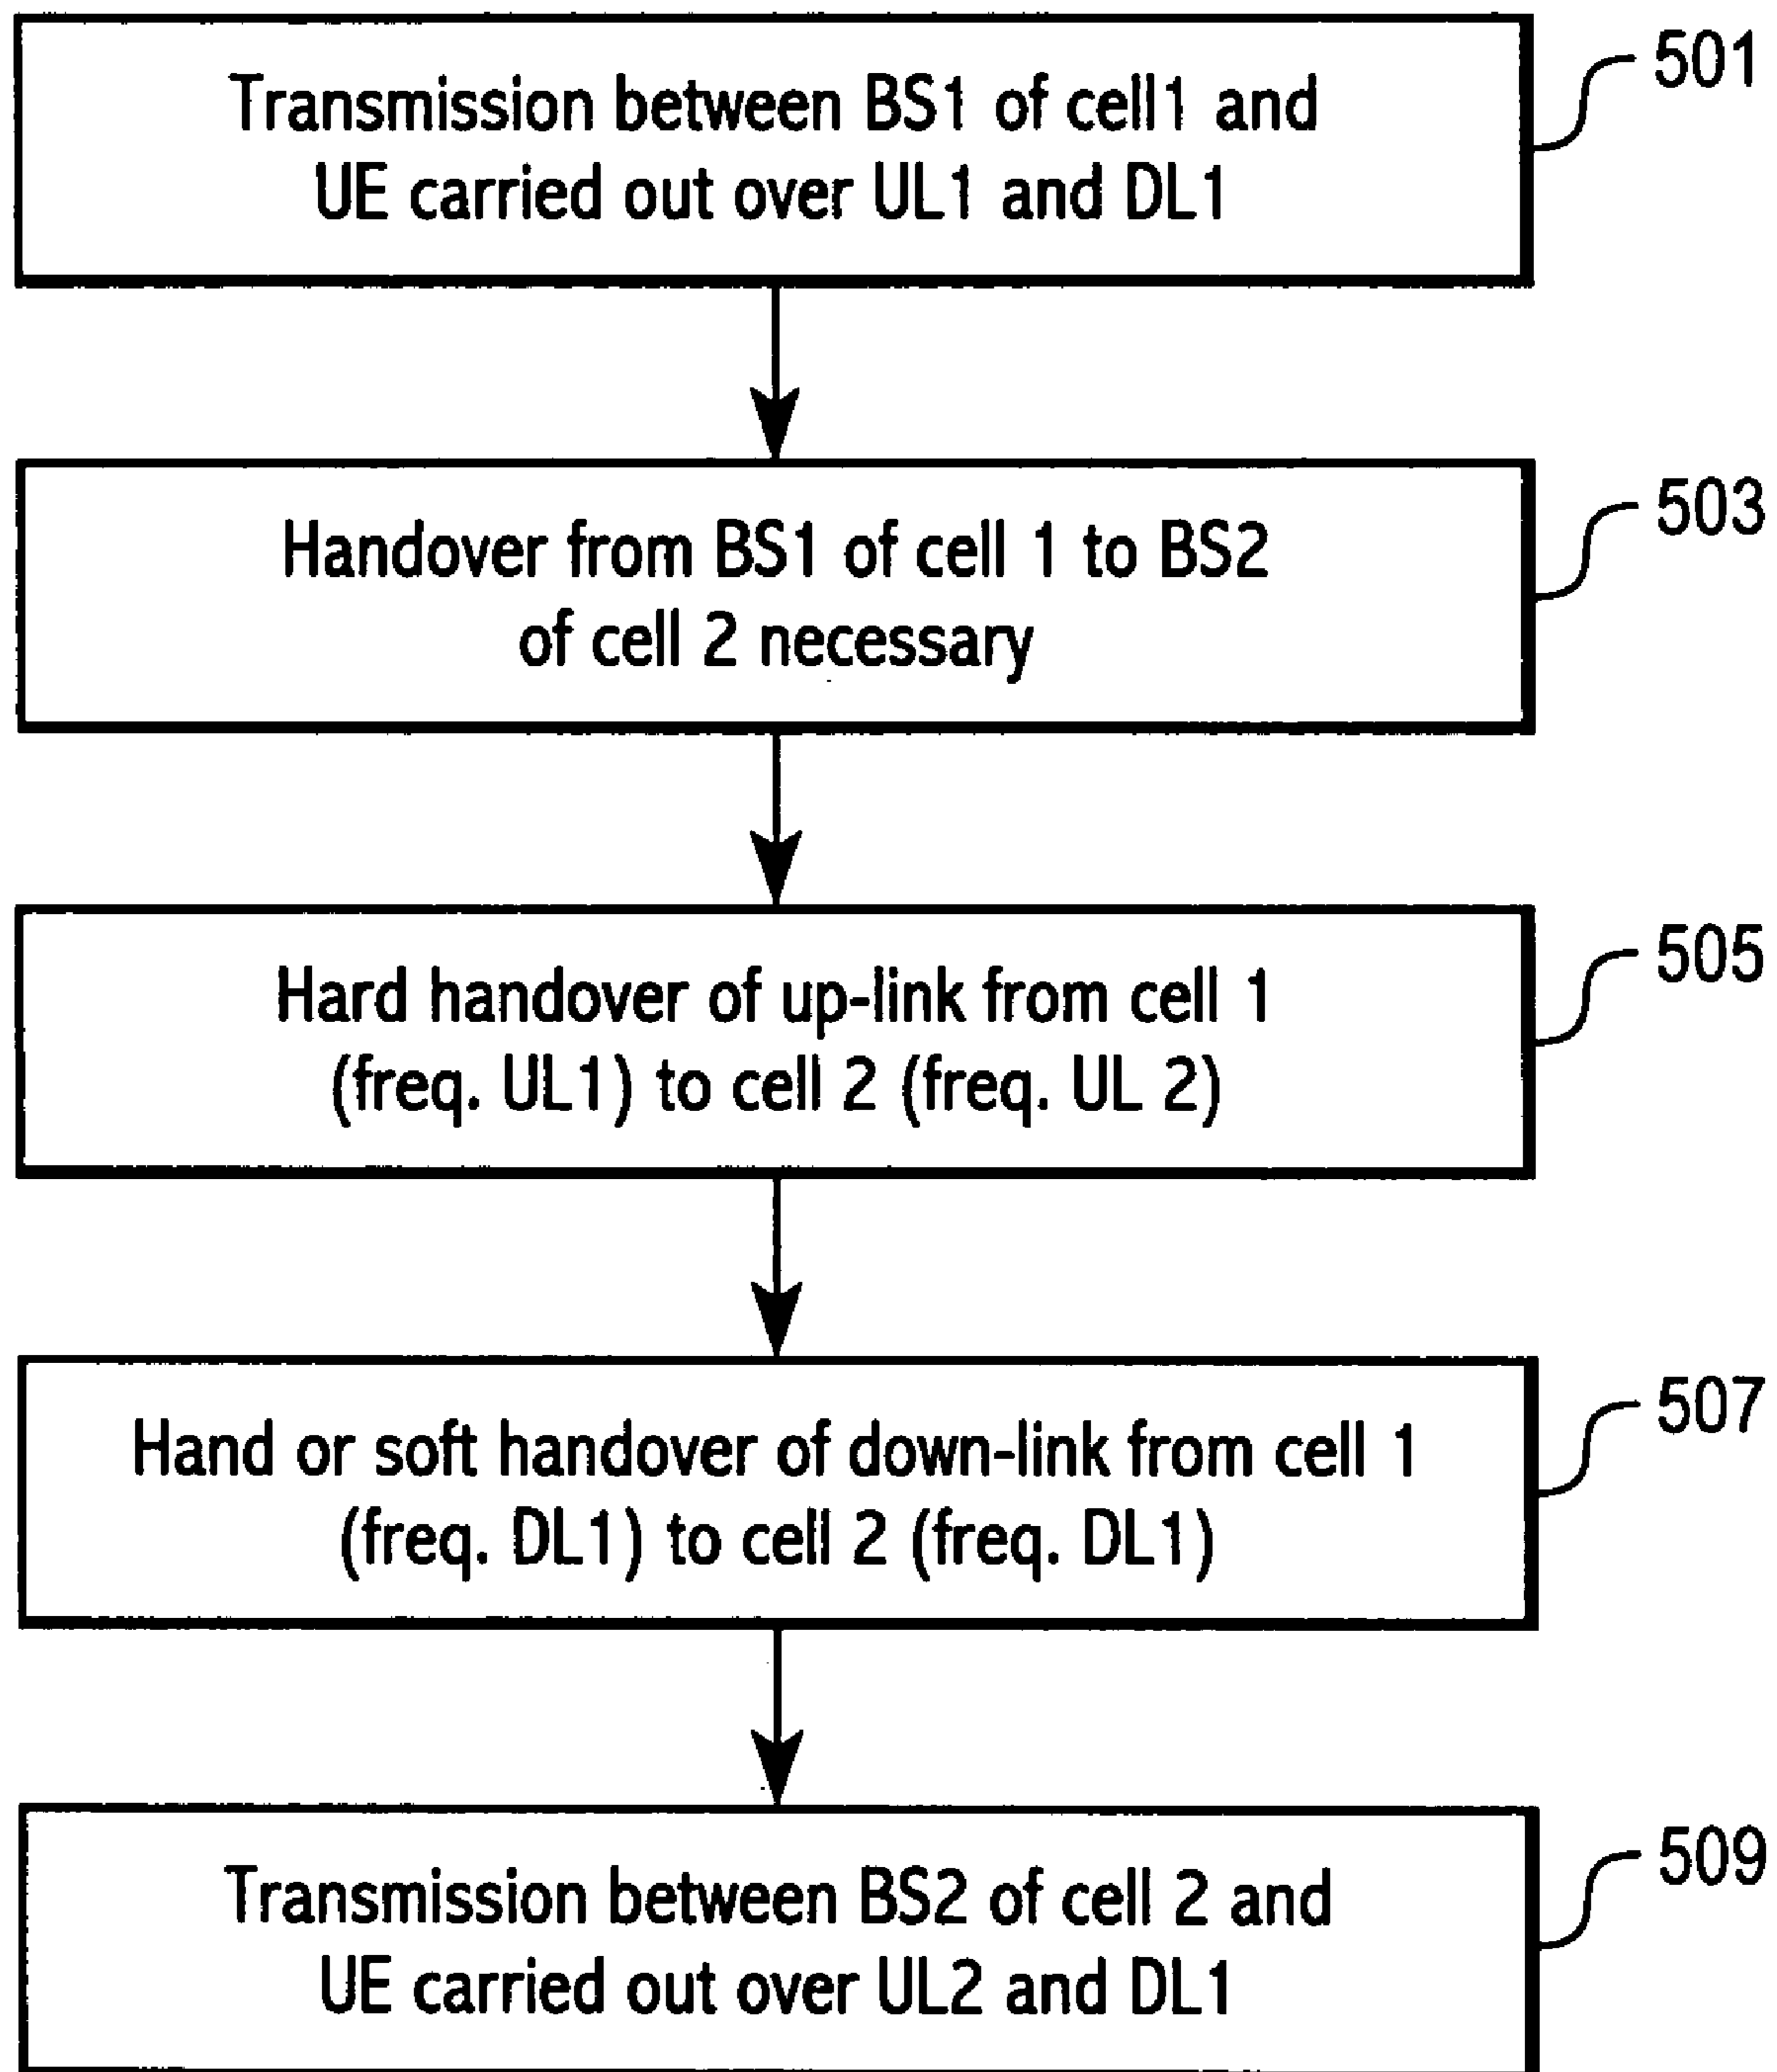 Transmission between BS1 of cell1 and
UE carried out over UL1 and DL1
501
Handover from BS1 of cell 1 to BS2
of cell 2 necessary
503
Hard handover of up-link from cell 1
(freq. UL1) to cell 2 (freq. UL 2)
505
Hand or soft handover of down-link from cell 1
(freq. DL1) to cell 2 (freq. DL1)
507
Transmission between BS2 of cell 2 and
UE carried out over UL2 and DL1
509